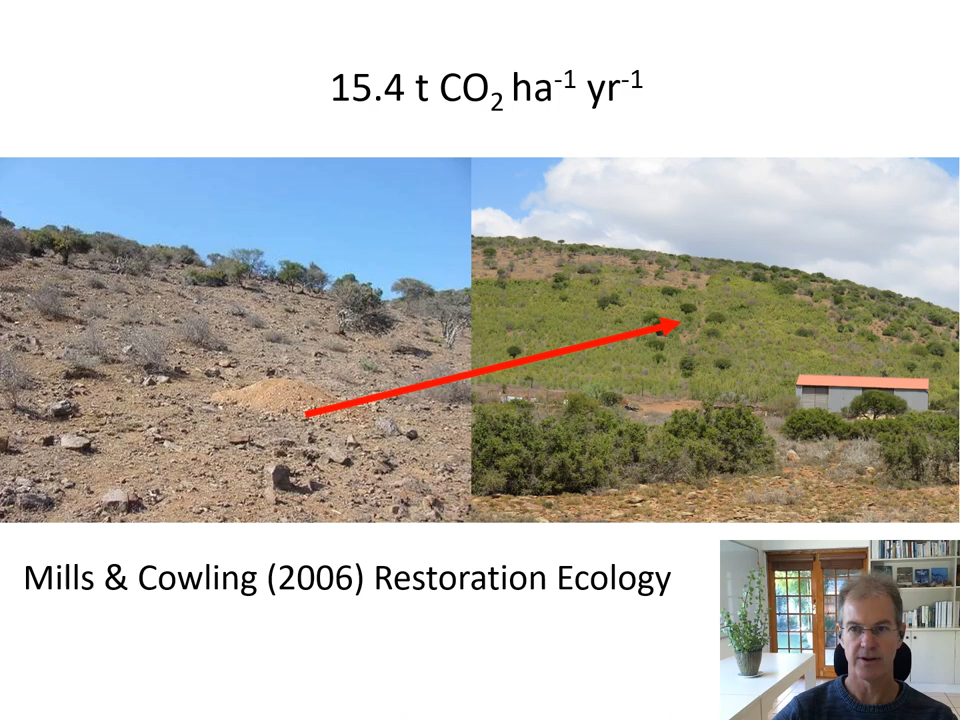 15.4 t CO₂ ha⁻¹ yr⁻¹
Mills & Cowling (2006) Restoration Ecology